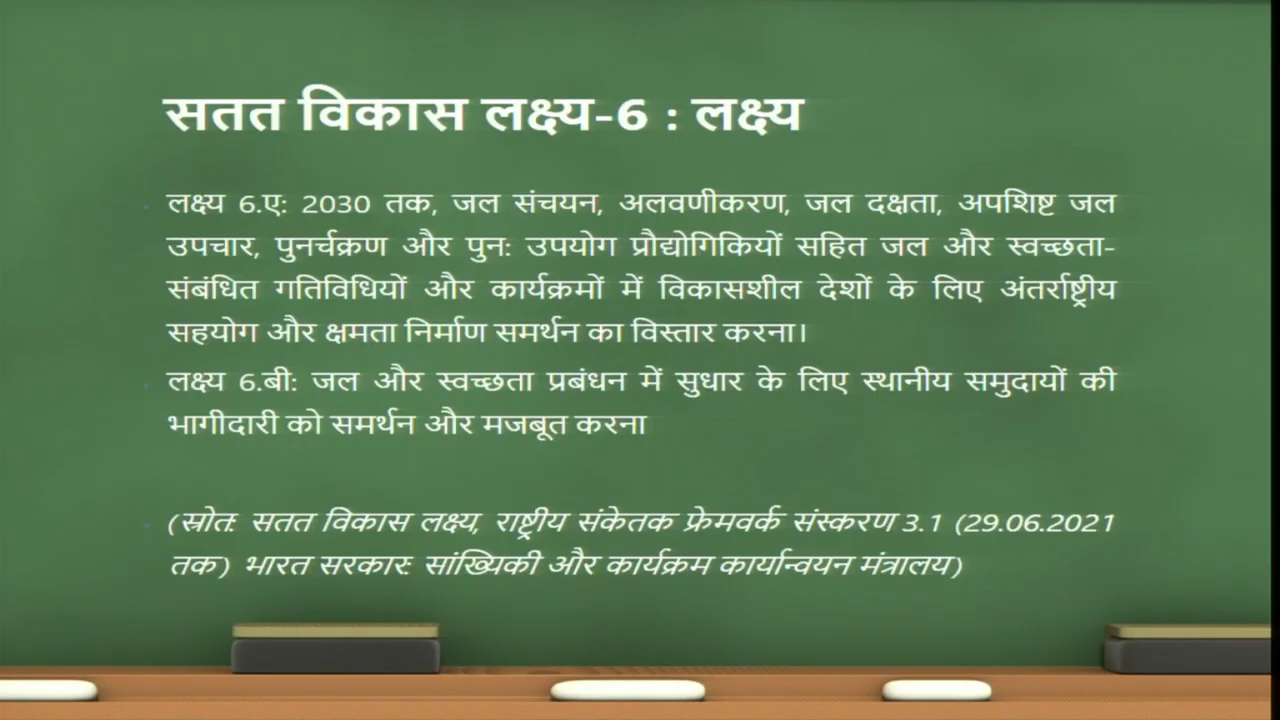 सतत विकास लक्ष्य-6 : लक्ष्य
लक्ष्य 6.ए: 2030 तक, जल संचयन, अलवणीकरण, जल दक्षता, अपशिष्ट जल
उपचार, पुनर्चक्रण और पुन: उपयोग प्रौद्योगिकियों सहित जल और स्वच्छता-
संबंधित गतिविधियों और कार्यक्रमों में विकासशील देशों के लिए अंतर्राष्ट्रीय
सहयोग और क्षमता निर्माण समर्थन का विस्तार करना।
लक्ष्य 6.बी: जल और स्वच्छता प्रबंधन में सुधार के लिए स्थानीय समुदायों की
भागीदारी को समर्थन और मजबूत करना
(स्रोत: सतत विकास लक्ष्य, राष्ट्रीय संकेतक फ्रेमवर्क संस्करण 3.1 (29.06.2021
तक) भारत सरकार: सांख्यिकी और कार्यक्रम कार्यान्वयन मंत्रालय)